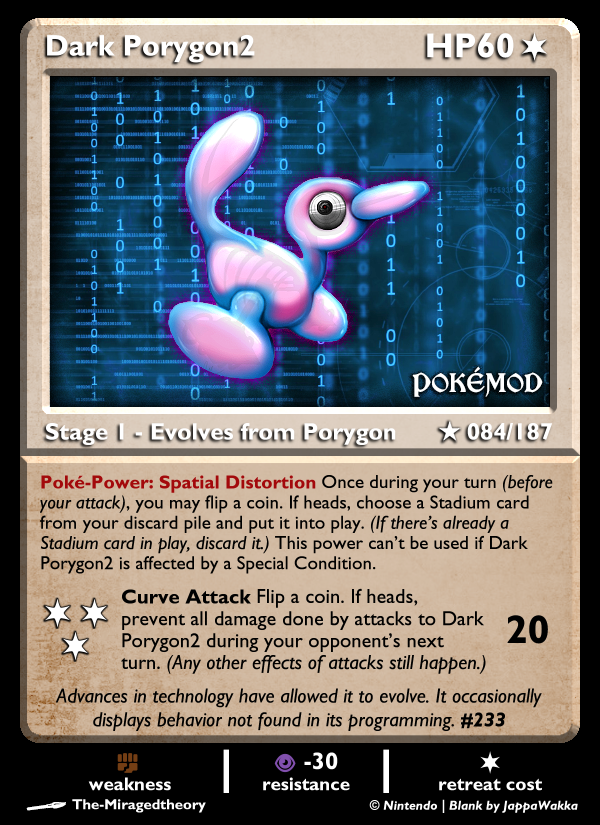 Dark Porygon2 HP60
POKÉMOD
Stage 1 - Evolves from Porygon ★ 084/187
Poké-Power: Spatial Distortion Once during your turn (before
your attack), you may flip a coin. If heads, choose a Stadium card
from your discard pile and put it into play. (If there's already a
Stadium card in play, discard it.) This power can't be used if Dark
Porygon2 is affected by a Special Condition.
Curve Attack Flip a coin. If heads,
prevent all damage done by attacks to Dark
Porygon2 during your opponent's next
turn. (Any other effects of attacks still happen.)
20
Advances in technology have allowed it to evolve. It occasionally
displays behavior not found in its programming. #233
-30
weakness resistance retreat cost
The-Miragedtheory © Nintendo | Blank by JappaWakka